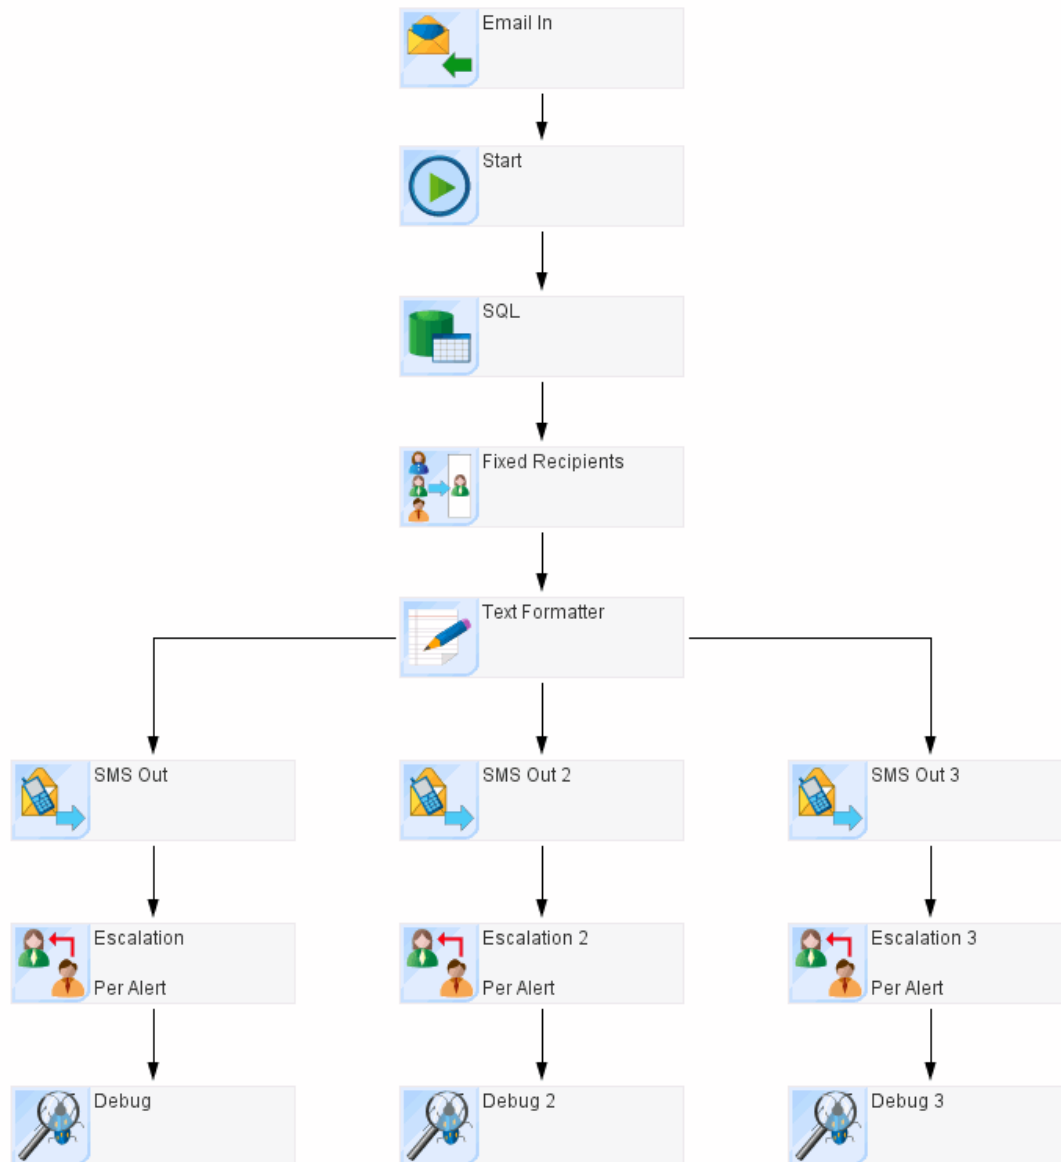 Email In
Start
SQL
Fixed Recipients
Text Formatter
SMS Out
SMS Out 2
SMS Out 3
Escalation
Per Alert
Escalation 2
Per Alert
Escalation 3
Per Alert
Debug
Debug 2
Debug 3